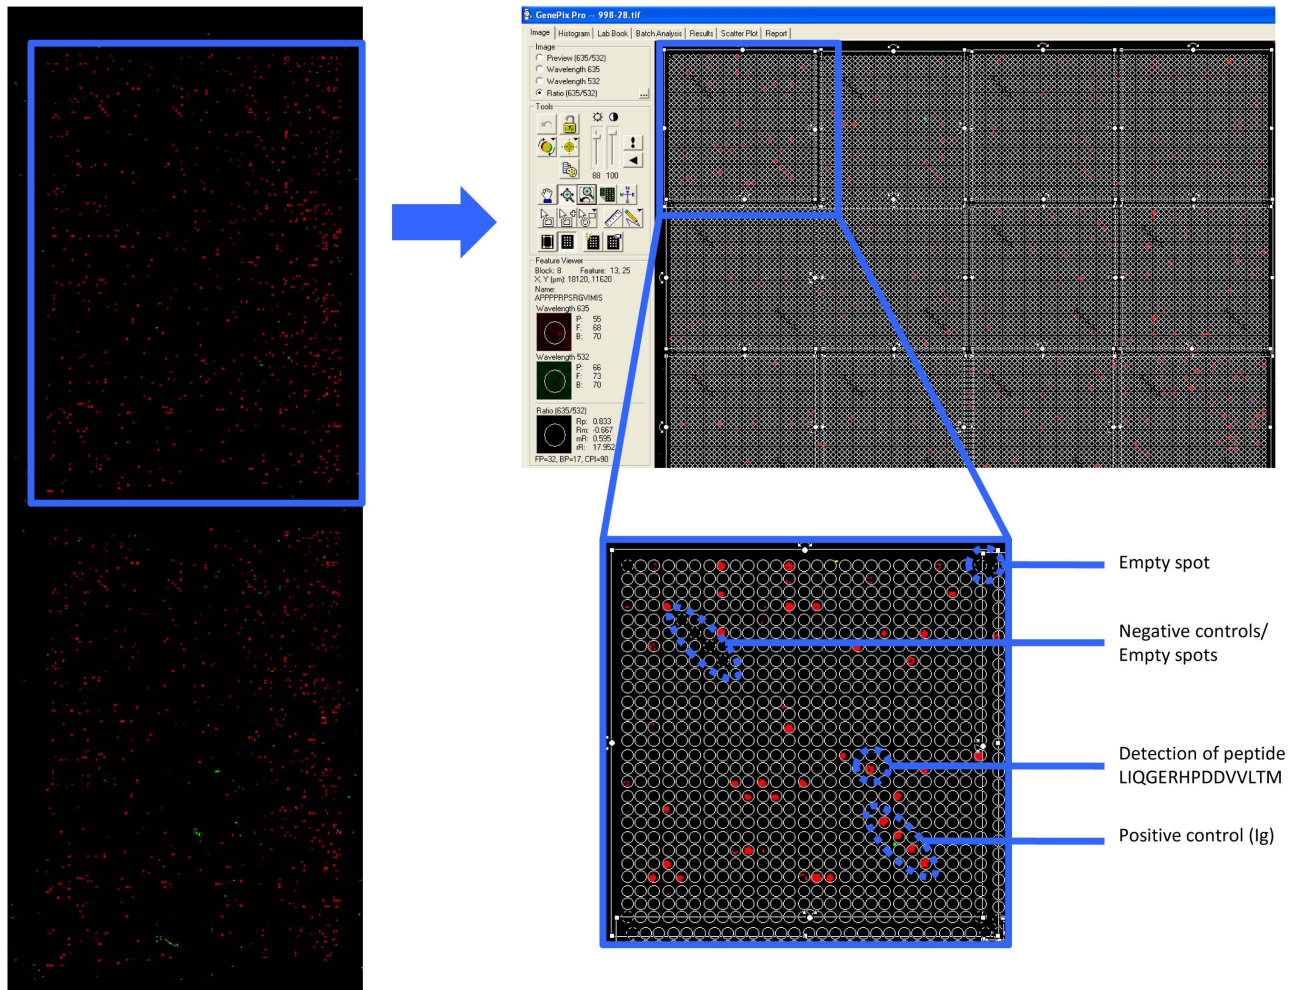 GenePix Pro -- 998-28.tif
Image Histogram Lab Book Batch Analysis Results Scatter Plot Report
Image
Preview (635/532)
Wavelength 635
Wavelength 532
Ratio (635/532)
...
Tools
88 100
Feature Viewer
Block: 8 Feature: 13, 25
X, Y (µm): 18120, 11620
Name:
APPPPRPSRGVIMIS
Wavelength 635
P: 55
F: 68
B: 70
Wavelength 532
P: 66
F: 73
B: 70
Ratio (635/532)
Rp: 0.833
Rm: -0.667
mR: 0.595
rR: 17.952
FP=32, BP=17, CPI=90
Empty spot
Negative controls/
Empty spots
Detection of peptide
LIQGERHPDDVVLTM
Positive control (Ig)